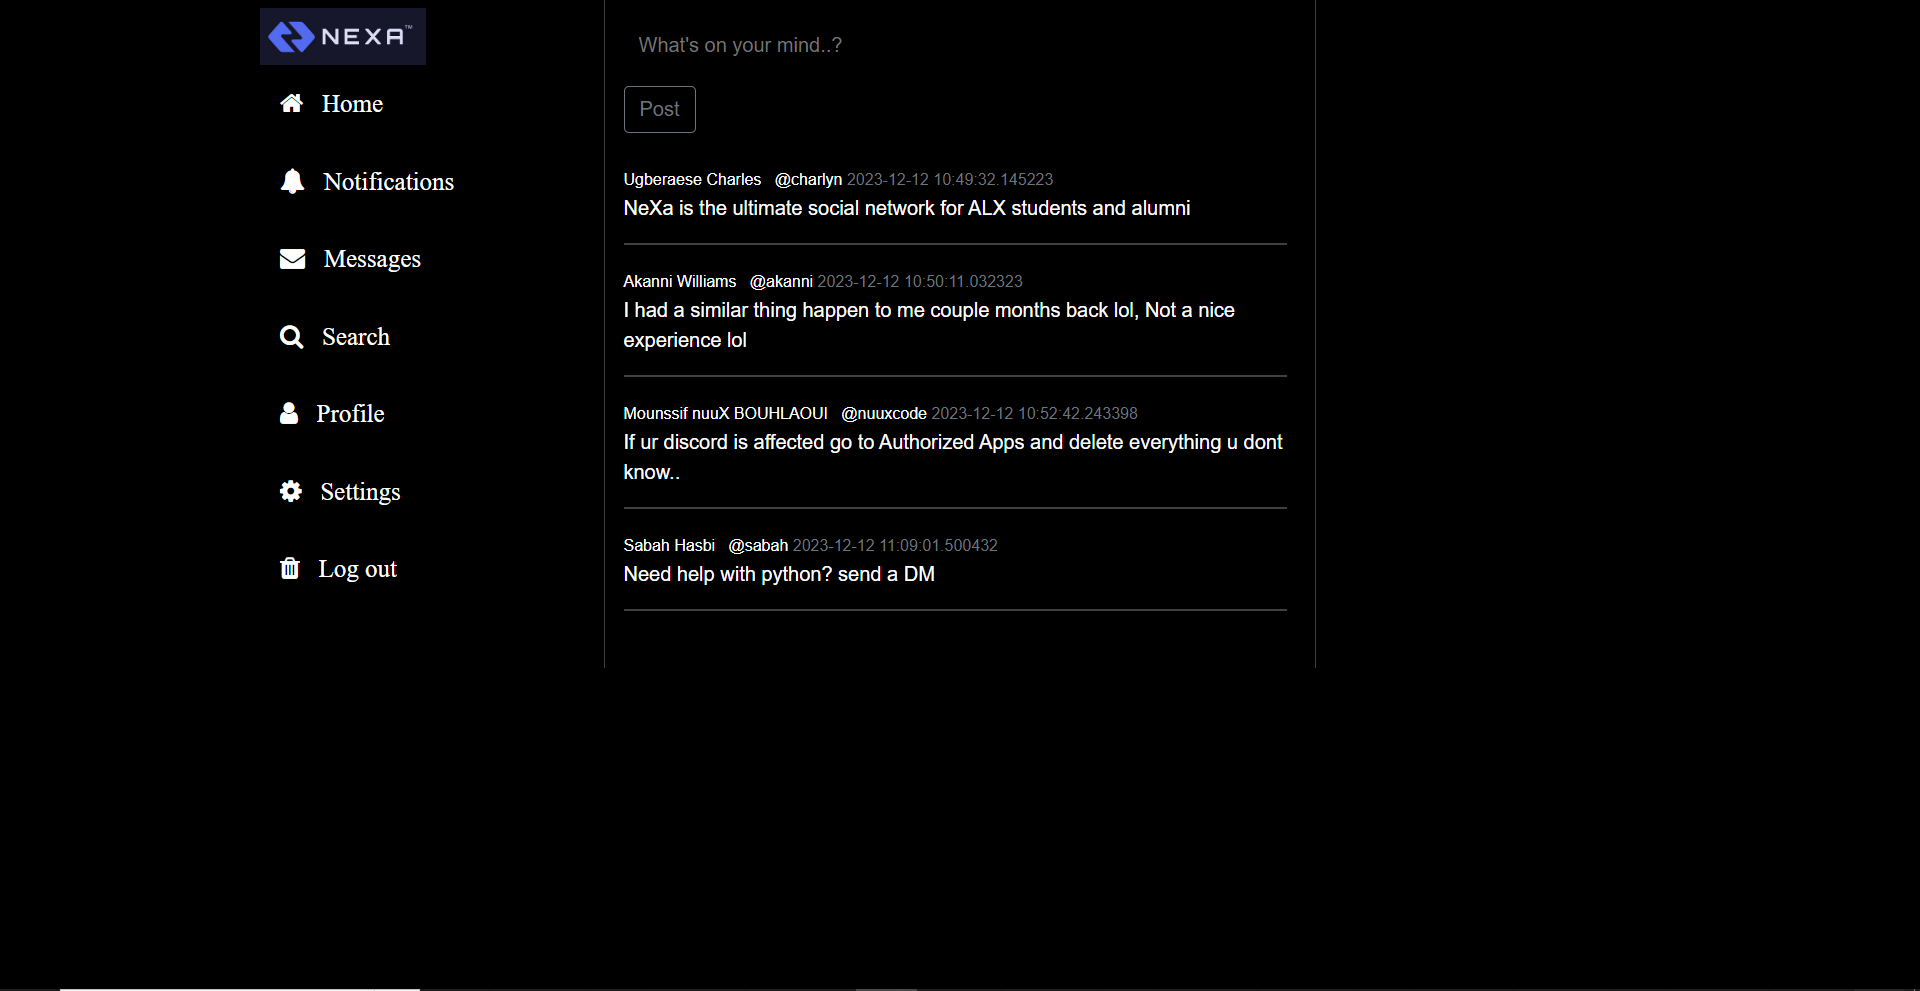 NEXA™
Home
Notifications
Messages
Search
Profile
Settings
Log out
What's on your mind..?
Post
Ugberaese Charles @charlyn 2023-12-12 10:49:32.145223
NeXa is the ultimate social network for ALX students and alumni
Akanni Williams @akanni 2023-12-12 10:50:11.032323
I had a similar thing happen to me couple months back lol, Not a nice
experience lol
Mounssif nuuX BOUHLAOUI @nuuxcode 2023-12-12 10:52:42.243398
If ur discord is affected go to Authorized Apps and delete everything u dont
know..
Sabah Hasbi @sabah 2023-12-12 11:09:01.500432
Need help with python? send a DM